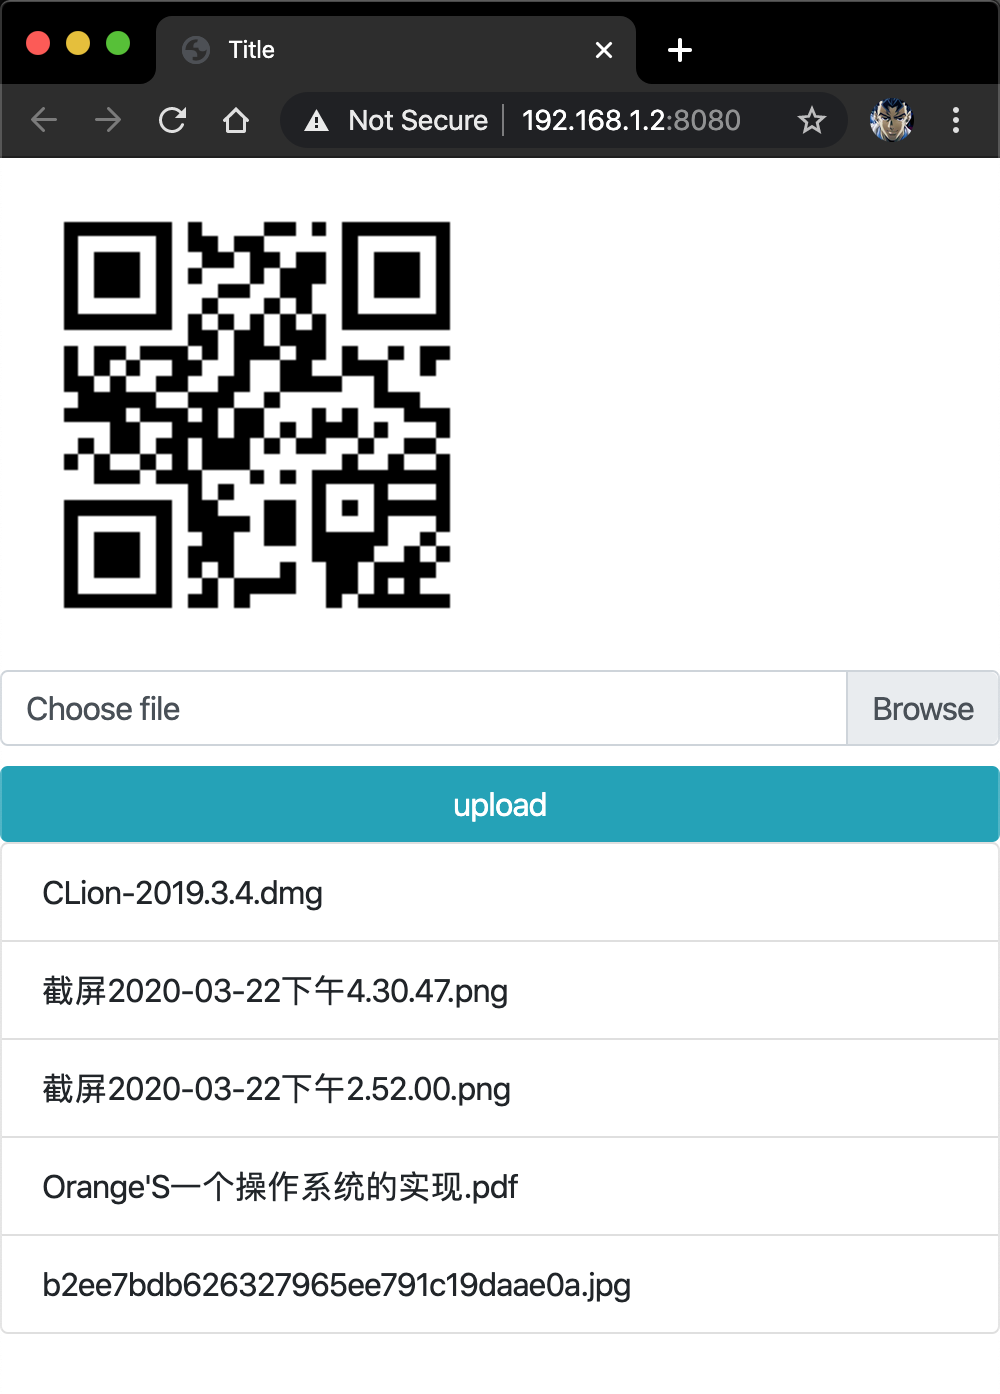 Title
Not Secure
192.168.1.2:8080
Choose file
Browse
upload
CLion-2019.3.4.dmg
截屏2020-03-22下午4.30.47.png
截屏2020-03-22下午2.52.00.png
Orange'S一个操作系统的实现.pdf
b2ee7bdb626327965ee791c19daae0a.jpg